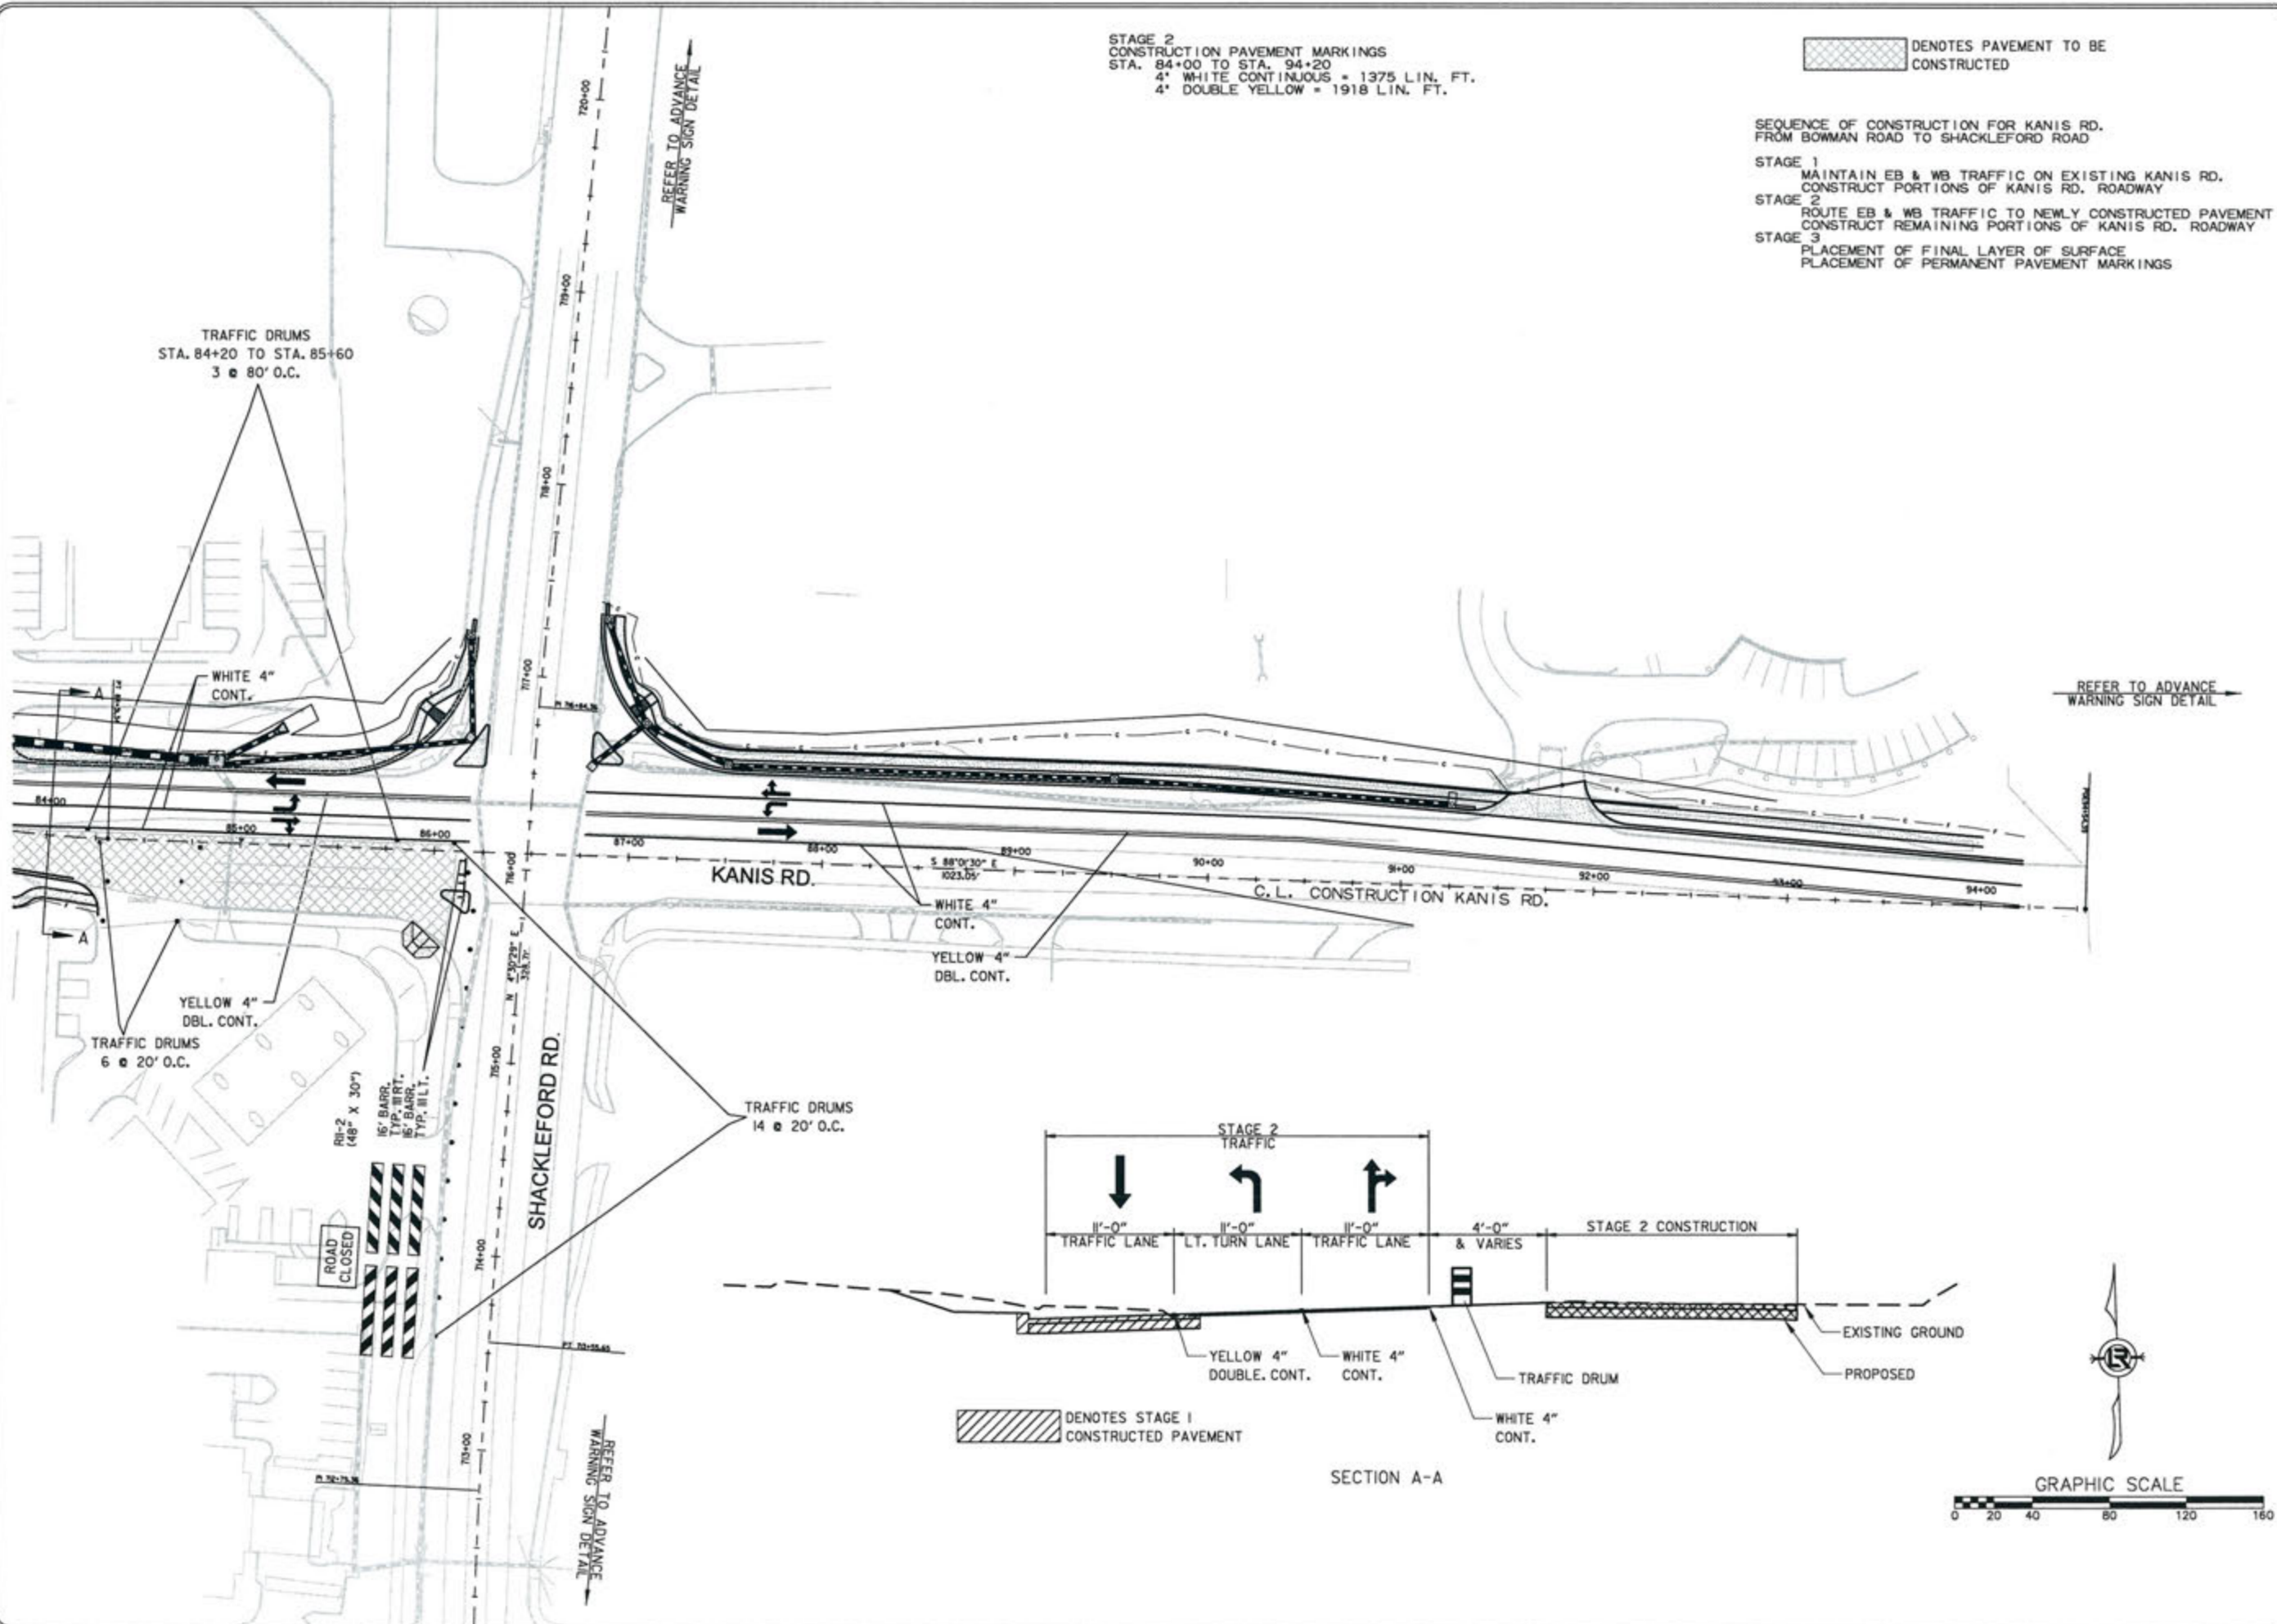 STAGE 2
CONSTRUCTION PAVEMENT MARKINGS
STA. 84+00 TO STA. 94+20
4" WHITE CONTINUOUS = 1375 LIN. FT.
4" DOUBLE YELLOW = 1918 LIN. FT.
DENOTES PAVEMENT TO BE
CONSTRUCTED
SEQUENCE OF CONSTRUCTION FOR KANIS RD.
FROM BOWMAN ROAD TO SHACKLEFORD ROAD
STAGE 1
MAINTAIN EB & WB TRAFFIC ON EXISTING KANIS RD.
CONSTRUCT PORTIONS OF KANIS RD. ROADWAY
STAGE 2
ROUTE EB & WB TRAFFIC TO NEWLY CONSTRUCTED PAVEMENT
CONSTRUCT REMAINING PORTIONS OF KANIS RD. ROADWAY
STAGE 3
PLACEMENT OF FINAL LAYER OF SURFACE
PLACEMENT OF PERMANENT PAVEMENT MARKINGS
REFER TO ADVANCE
WARNING SIGN DETAIL
720+00
719+00
718+00
717+00
716+00
715+00
714+00
713+00
TRAFFIC DRUMS
STA. 84+20 TO STA. 85+60
3 @ 80' O.C.
WHITE 4"
CONT.
A
A
REFER TO ADVANCE
WARNING SIGN DETAIL
84+00
85+00
86+00
87+00
88+00
89+00
90+00
91+00
92+00
93+00
94+00
S 88°01'30" E
1023.05'
KANIS RD.
C.L. CONSTRUCTION KANIS RD.
WHITE 4"
CONT.
YELLOW 4"
DBL. CONT.
YELLOW 4"
DBL. CONT.
TRAFFIC DRUMS
6 @ 20' O.C.
N 4°30'29" E
R11-2
(48" X 30")
16' BARR.
TYP. III RT.
16' BARR.
TYP. III LT.
ROAD
CLOSED
SHACKLEFORD RD.
TRAFFIC DRUMS
14 @ 20' O.C.
REFER TO ADVANCE
WARNING SIGN DETAIL
STAGE 2
TRAFFIC
11'-0"
TRAFFIC LANE
11'-0"
LT. TURN LANE
11'-0"
TRAFFIC LANE
4'-0"
& VARIES
STAGE 2 CONSTRUCTION
EXISTING GROUND
PROPOSED
YELLOW 4"
DOUBLE. CONT.
WHITE 4"
CONT.
TRAFFIC DRUM
WHITE 4"
CONT.
DENOTES STAGE 1
CONSTRUCTED PAVEMENT
SECTION A-A
GRAPHIC SCALE
0 20 40 80 120 160